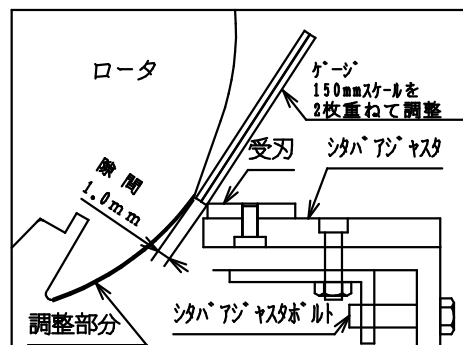 ロータ
ゲージ
150mmスケールを
2枚重ねて調整
受刃
シタバアジャスタ
隙間
1.0mm
調整部分
シタバアジャスタボルト